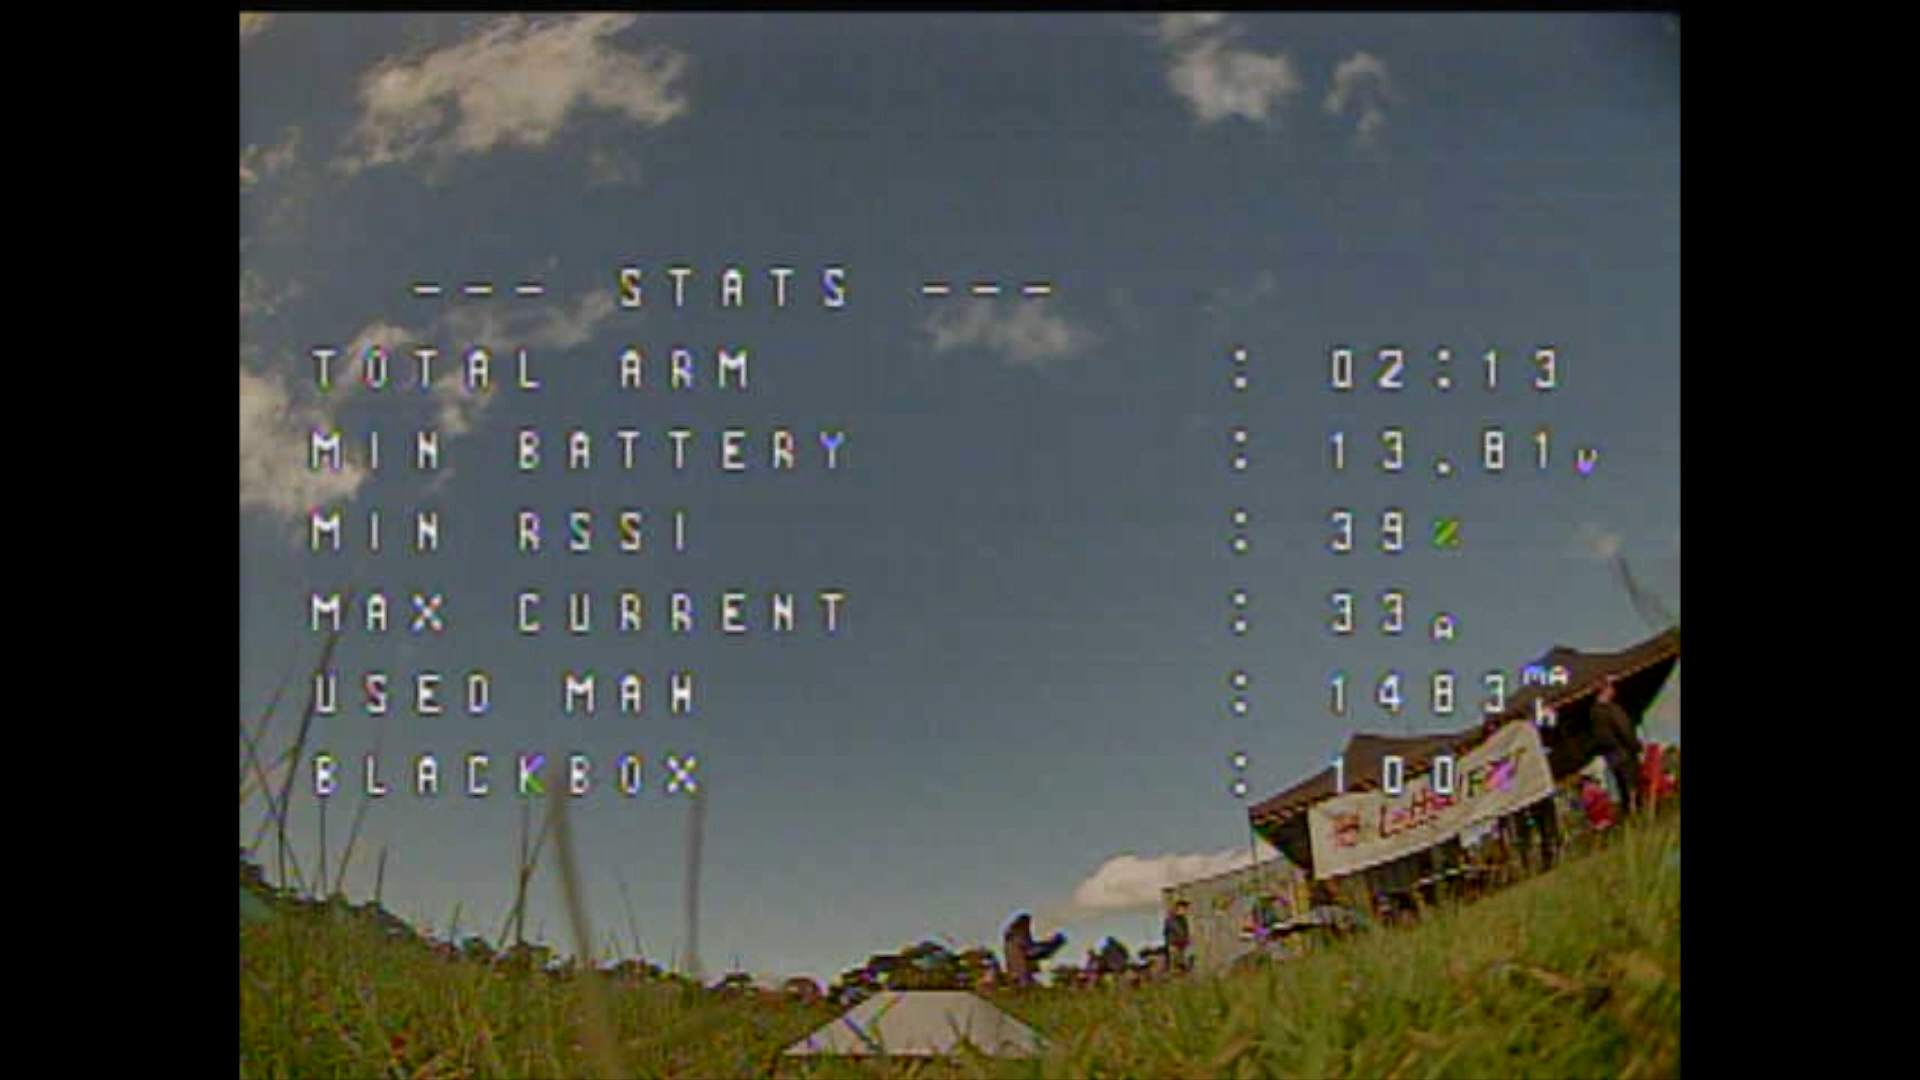 --- STATS ---
TOTAL ARM : 02:13
MIN BATTERY : 13.81V
MIN RSSI : 39%
MAX CURRENT : 33A
USED MAH : 1483mAh
BLACKBOX : 100%